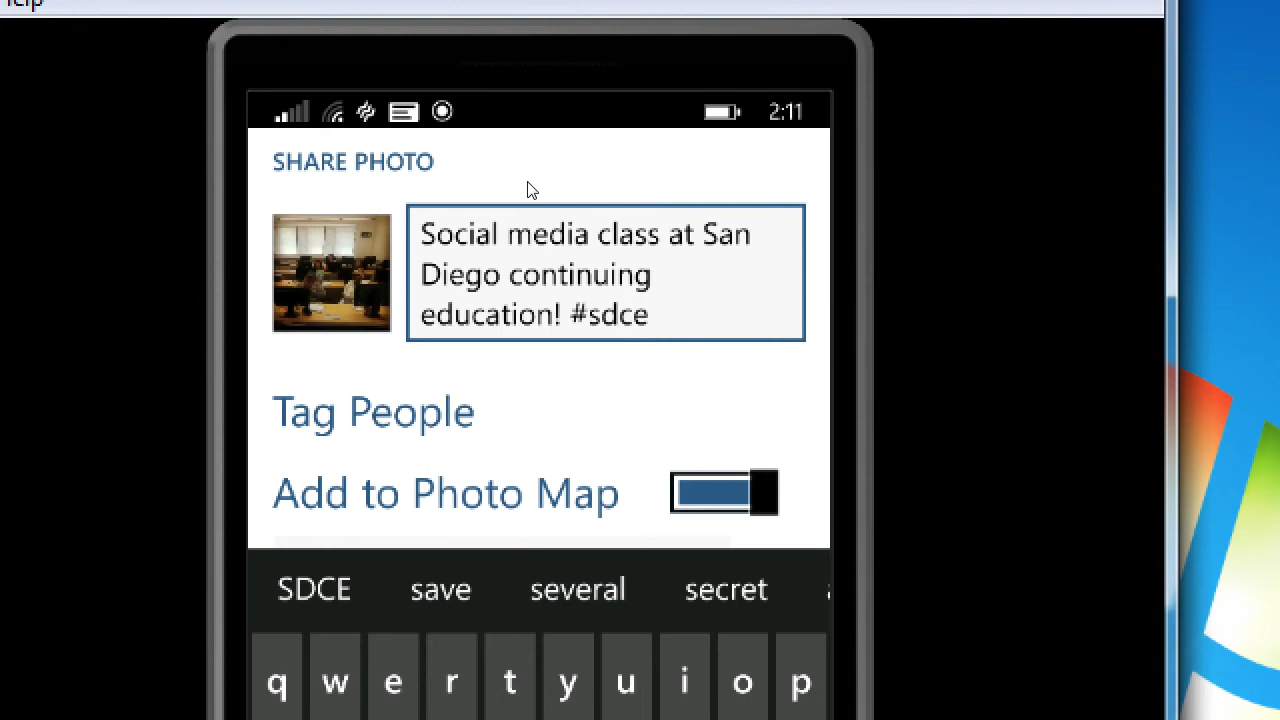 2:11
SHARE PHOTO
Social media class at San
Diego continuing
education! #sdce
Tag People
Add to Photo Map
SDCE save several secret
q w e r t y u i o p